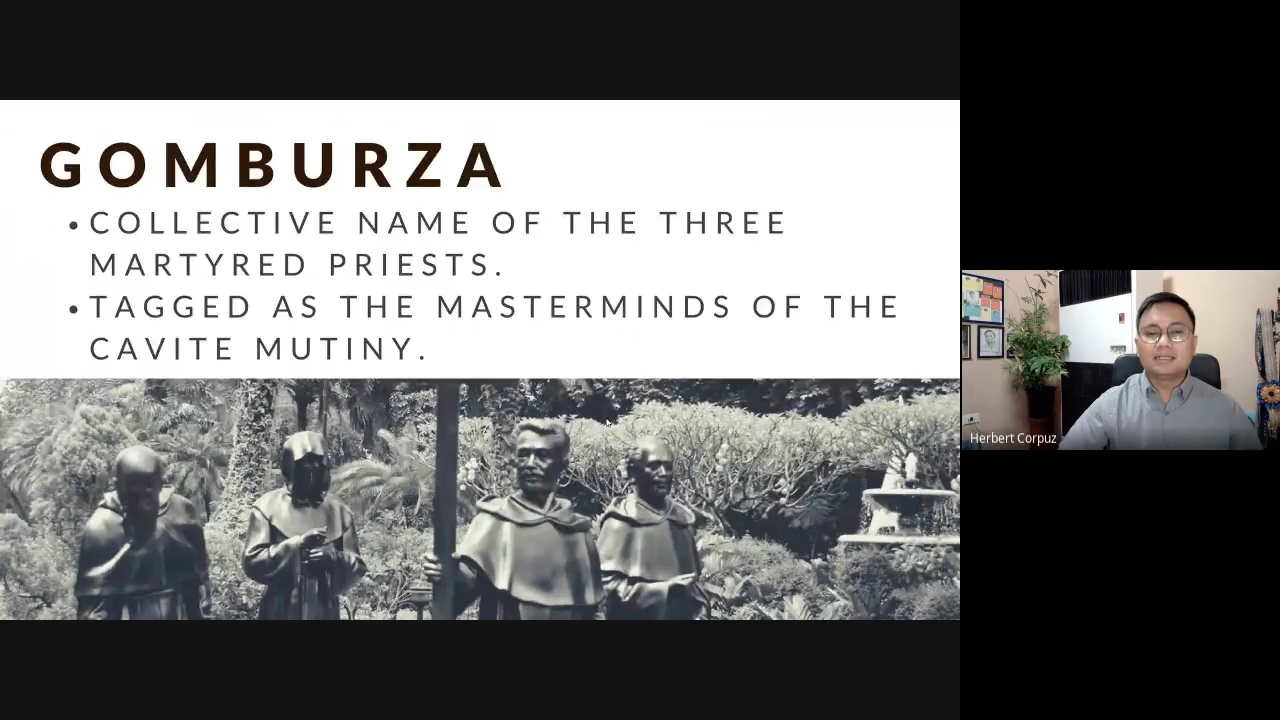 GOMBURZA
• COLLECTIVE NAME OF THE THREE
MARTYRED PRIESTS.
• TAGGED AS THE MASTERMINDS OF THE
CAVITE MUTINY.
Herbert Corpuz